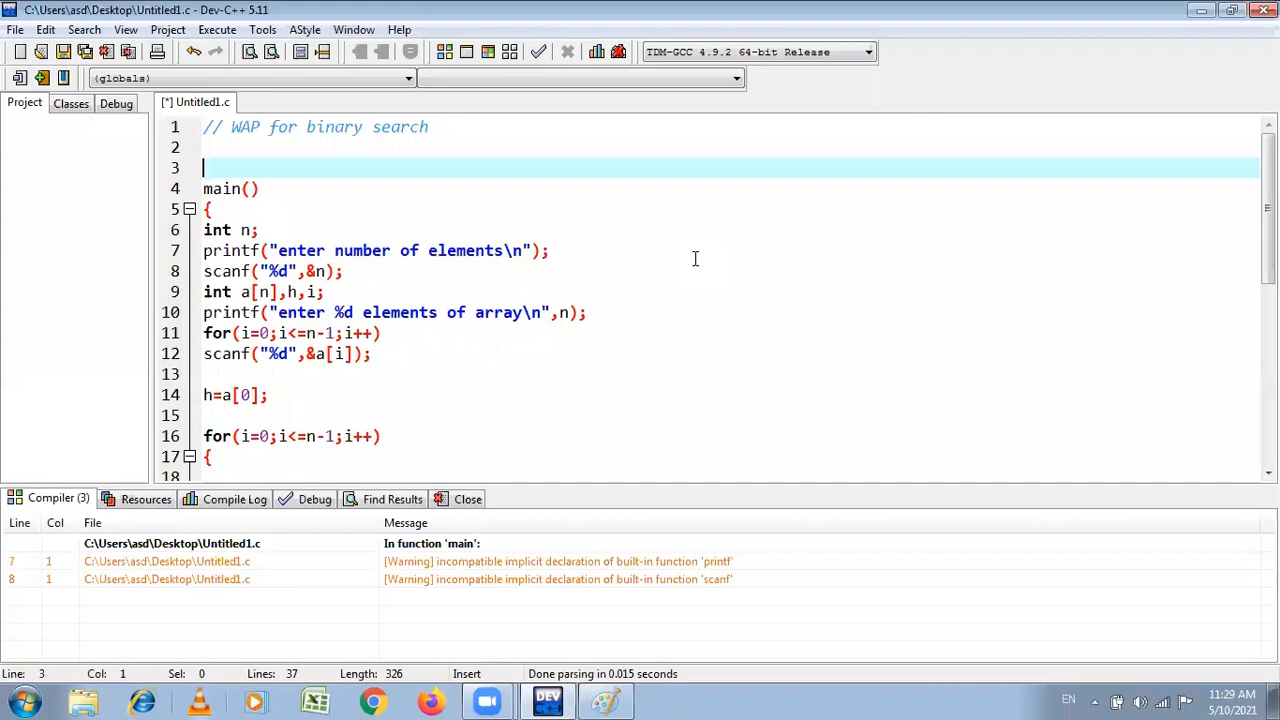 C:\Users\asd\Desktop\Untitled1.c - Dev-C++ 5.11
File Edit Search View Project Execute Tools AStyle Window Help
TDM-GCC 4.9.2 64-bit Release
(globals)
Project Classes Debug [*] Untitled1.c
1 // WAP for binary search
2
3
4 main()
5 {
6 int n;
7 printf("enter number of elements\n");
8 scanf("%d",&n);
9 int a[n],h,i;
10 printf("enter %d elements of array\n",n);
11 for(i=0;i<=n-1;i++)
12 scanf("%d",&a[i]);
13
14 h=a[0];
15
16 for(i=0;i<=n-1;i++)
17 {
18
Compiler (3) Resources Compile Log Debug Find Results Close
Line Col File Message
C:\Users\asd\Desktop\Untitled1.c In function 'main':
7 1 C:\Users\asd\Desktop\Untitled1.c [Warning] incompatible implicit declaration of built-in function 'printf'
8 1 C:\Users\asd\Desktop\Untitled1.c [Warning] incompatible implicit declaration of built-in function 'scanf'
Line: 3 Col: 1 Sel: 0 Lines: 37 Length: 326 Insert Done parsing in 0.015 seconds
DEV
EN 11:29 AM
5/10/2021